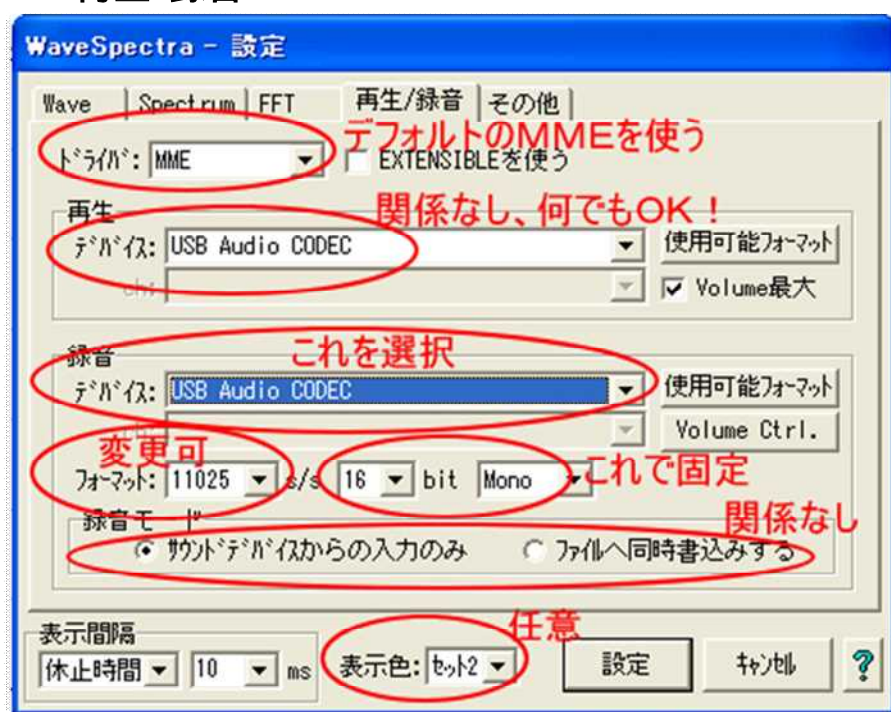 WaveSpectra - 設定
Wave Spectrum FFT 再生/録音 その他
デフォルトのMMEを使う
ﾄﾞﾗｲﾊﾞ: MME EXTENSIBLEを使う
関係なし、何でもOK！
再生
ﾃﾞﾊﾞｲｽ: USB Audio CODEC 使用可能ﾌｫｰﾏｯﾄ
ch: Volume最大
これを選択
録音
ﾃﾞﾊﾞｲｽ: USB Audio CODEC 使用可能ﾌｫｰﾏｯﾄ
Volume Ctrl.
変更可
ﾌｫｰﾏｯﾄ: 11025 s/s 16 bit Mono これで固定
録音モード 関係なし
ｻｳﾝﾄﾞﾃﾞﾊﾞｲｽからの入力のみ ﾌｧｲﾙへ同時書込みする
任意
表示間隔
休止時間 10 ms 表示色: ｾｯﾄ2 設定 ｷｬﾝｾﾙ ?